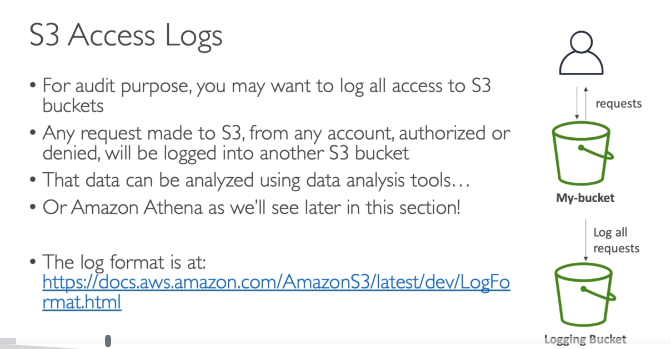 S3 Access Logs
• For audit purpose, you may want to log all access to S3
buckets
• Any request made to S3, from any account, authorized or
denied, will be logged into another S3 bucket
• That data can be analyzed using data analysis tools…
• Or Amazon Athena as we'll see later in this section!
• The log format is at:
https://docs.aws.amazon.com/AmazonS3/latest/dev/LogFo
rmat.html
requests
My-bucket
Log all
requests
Logging Bucket